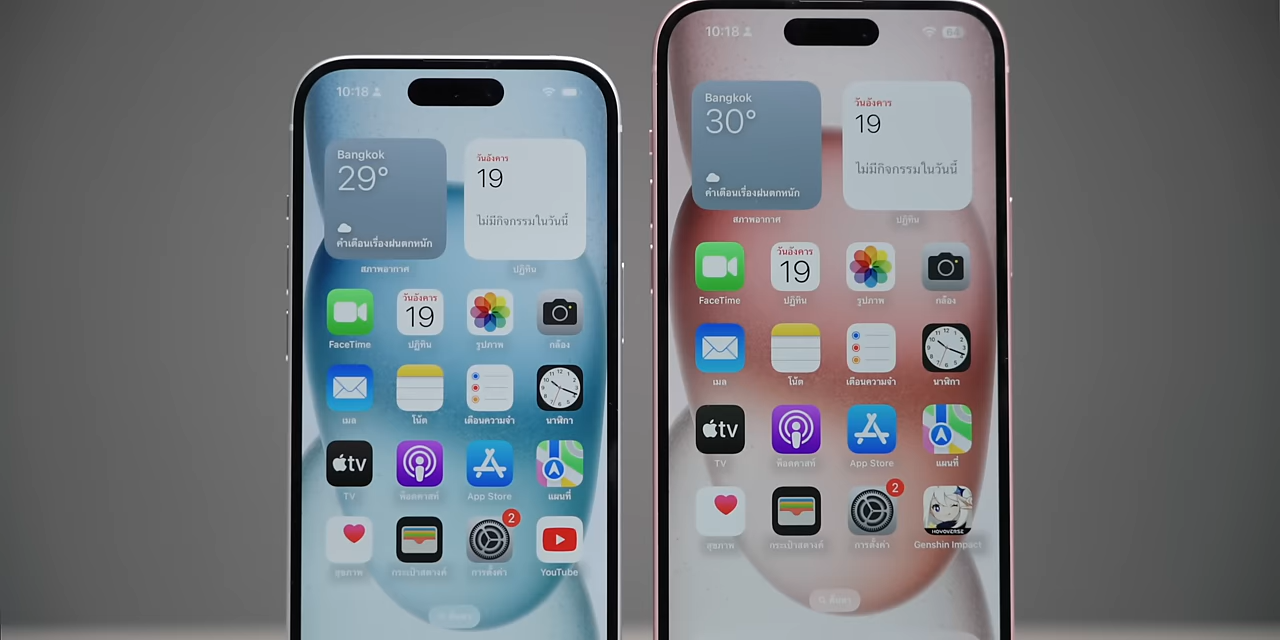 10:18
Bangkok
29°
คำเตือนเรื่องฝนตกหนัก
สภาพอากาศ
วันอังคาร
19
ไม่มีกิจกรรมในวันนี้
ปฏิทิน
FaceTime
วันอังคาร
19
ปฏิทิน
รูปภาพ
กล้อง
เมล
โน้ต
เตือนความจำ
นาฬิกา
tv
TV
พ็อดคาสท์
App Store
แผนที่
สุขภาพ
กระเป๋าสตางค์
2
การตั้งค่า
YouTube
ค้นหา
10:18
64
Bangkok
30°
คำเตือนเรื่องฝนตกหนัก
สภาพอากาศ
วันอังคาร
19
ไม่มีกิจกรรมในวันนี้
ปฏิทิน
FaceTime
วันอังคาร
19
ปฏิทิน
รูปภาพ
กล้อง
เมล
โน้ต
เตือนความจำ
นาฬิกา
tv
TV
พ็อดคาสท์
App Store
แผนที่
สุขภาพ
กระเป๋าสตางค์
2
การตั้งค่า
HOYOVERSE
Genshin Impact
ค้นหา